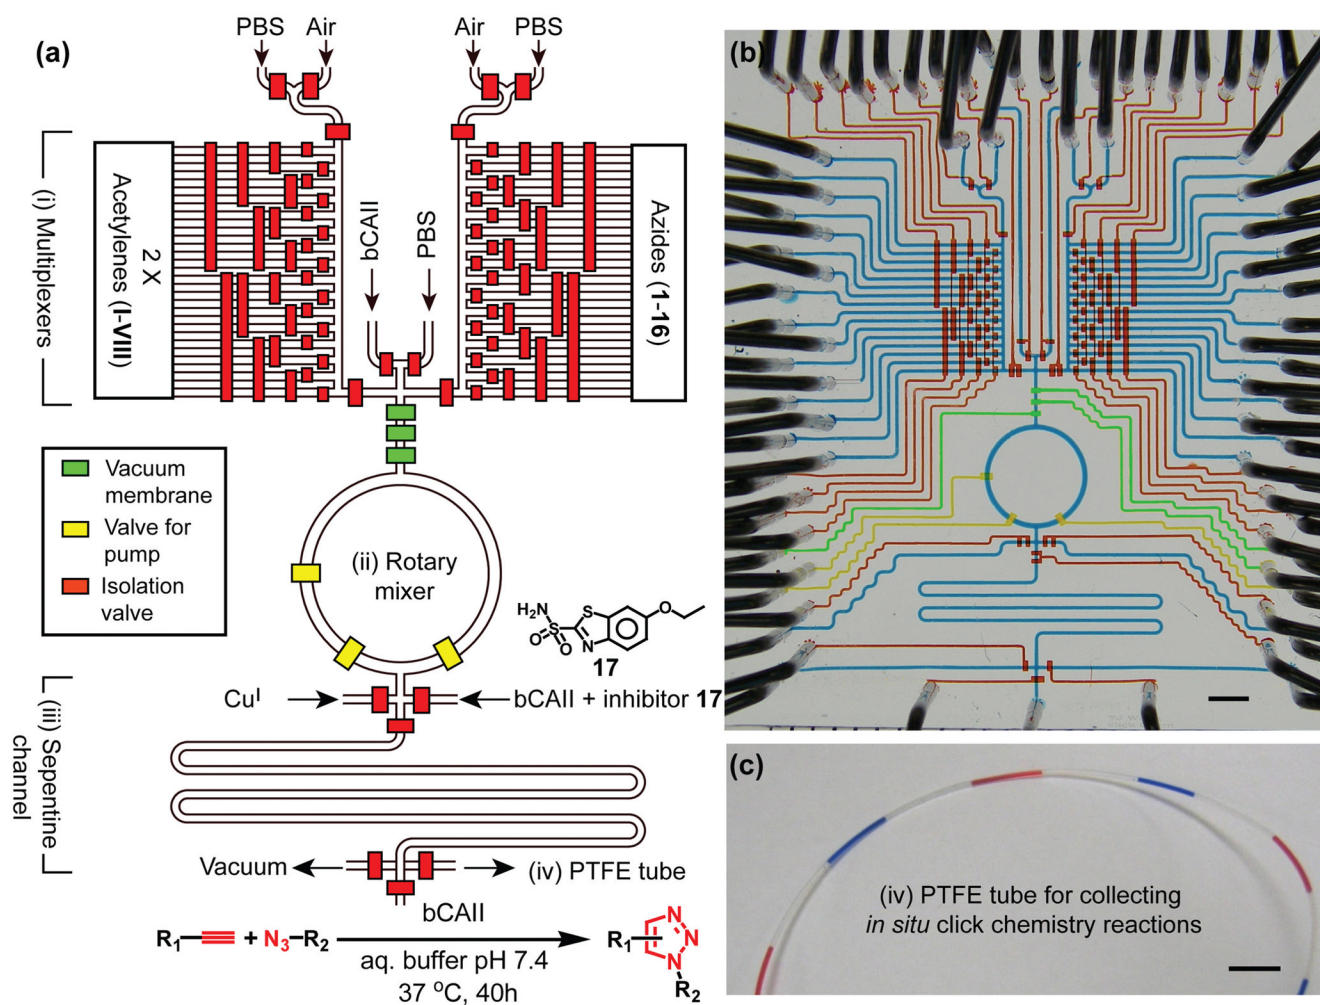 (a)
PBS Air
Air PBS
(i) Multiplexers
2 X
Acetylenes (I-VIII)
bCAII
PBS
Azides (1-16)
Vacuum
membrane
Valve for
pump
Isolation
valve
(ii) Rotary
mixer
H₂N
S
O
O
S
N
O
17
(iii) Sepentine
channel
Cuᴵ
bCAII + inhibitor 17
Vacuum
(iv) PTFE tube
bCAII
R₁ + N₃–R₂
aq. buffer pH 7.4
37 °C, 40h
R₁
N
N
N
R₂
(b)
(c)
(iv) PTFE tube for collecting
in situ click chemistry reactions